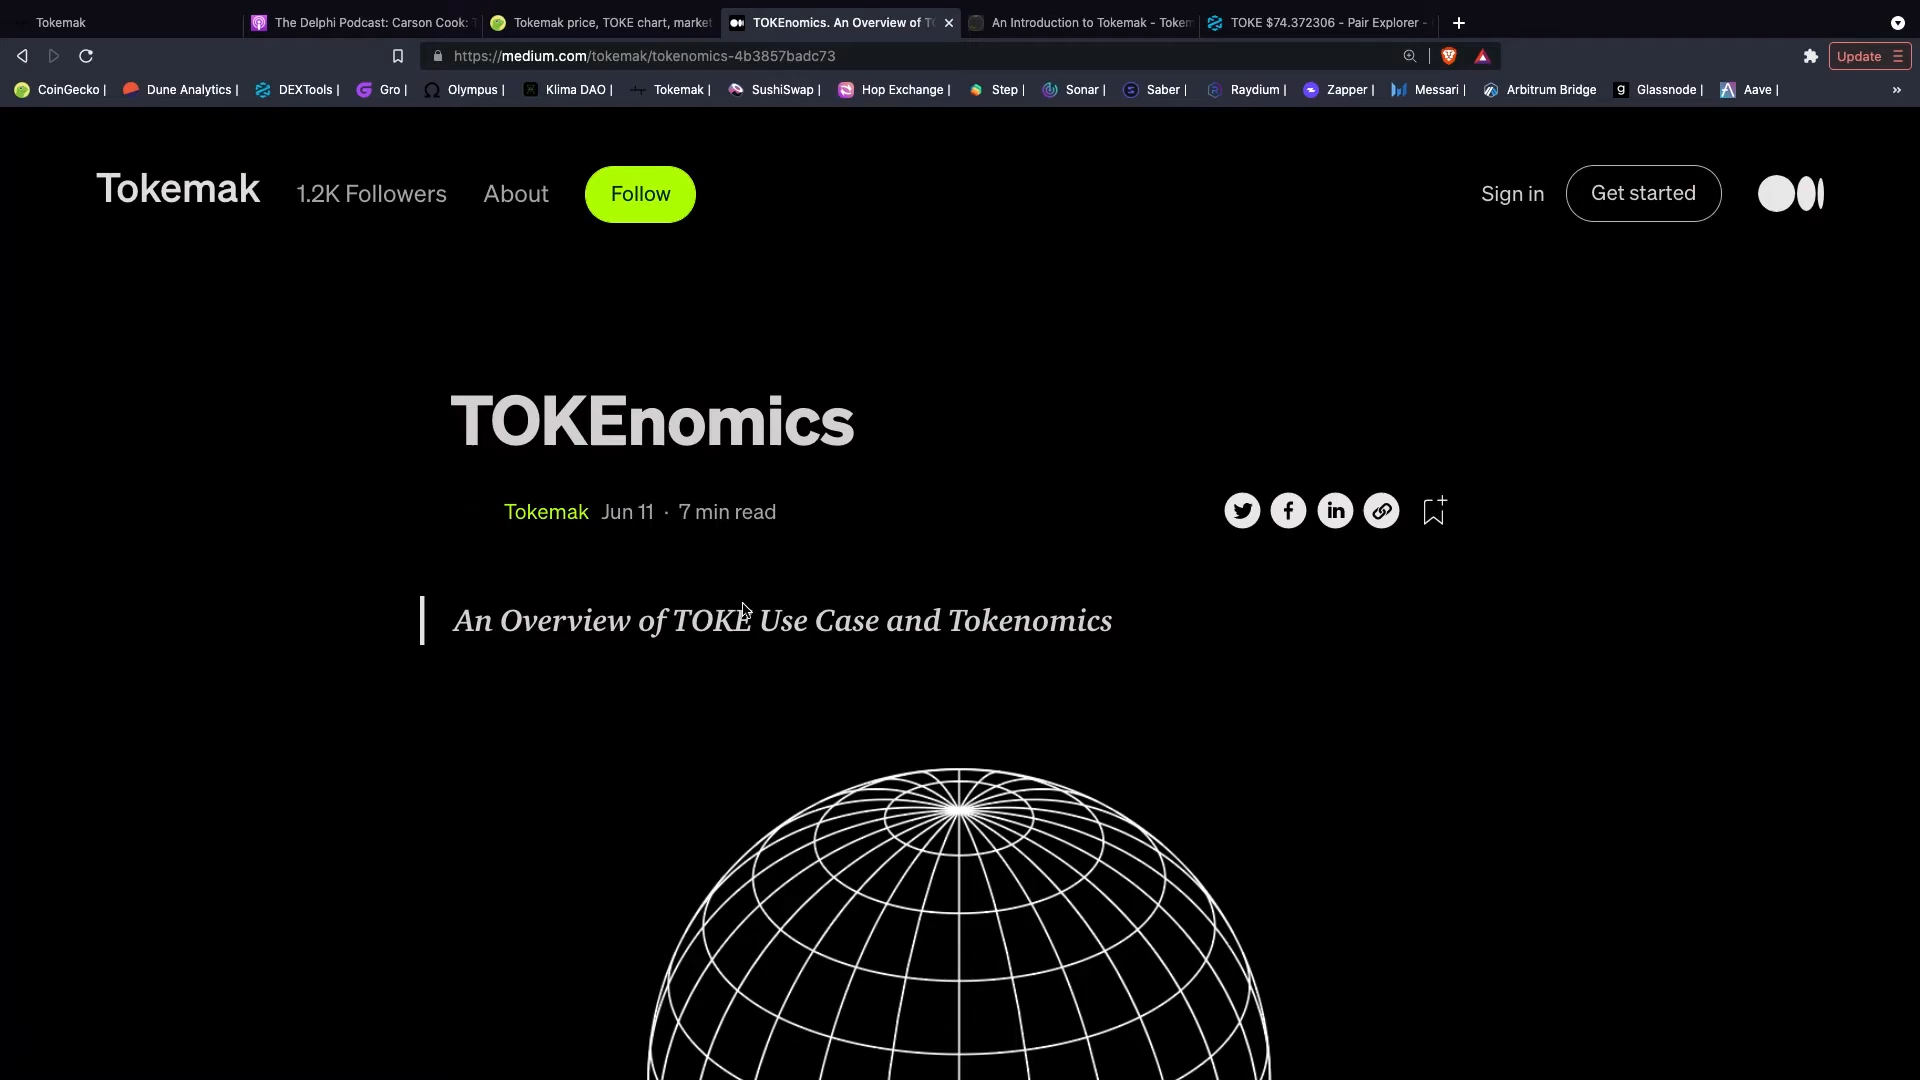 Tokemak
The Delphi Podcast: Carson Cook:
Tokemak price, TOKE chart, market
TOKEnomics. An Overview of T
An Introduction to Tokemak - Token
TOKE $74.372306 - Pair Explorer -
https://medium.com/tokemak/tokenomics-4b3857badc73
Update
CoinGecko |
Dune Analytics |
DEXTools |
Gro |
Olympus |
Klima DAO |
Tokemak |
SushiSwap |
Hop Exchange |
Step |
Sonar |
Saber |
Raydium |
Zapper |
Messari |
Arbitrum Bridge
Glassnode |
Aave |
Tokemak
1.2K Followers
About
Follow
Sign in
Get started
TOKEnomics
Tokemak Jun 11 · 7 min read
An Overview of TOKE Use Case and Tokenomics